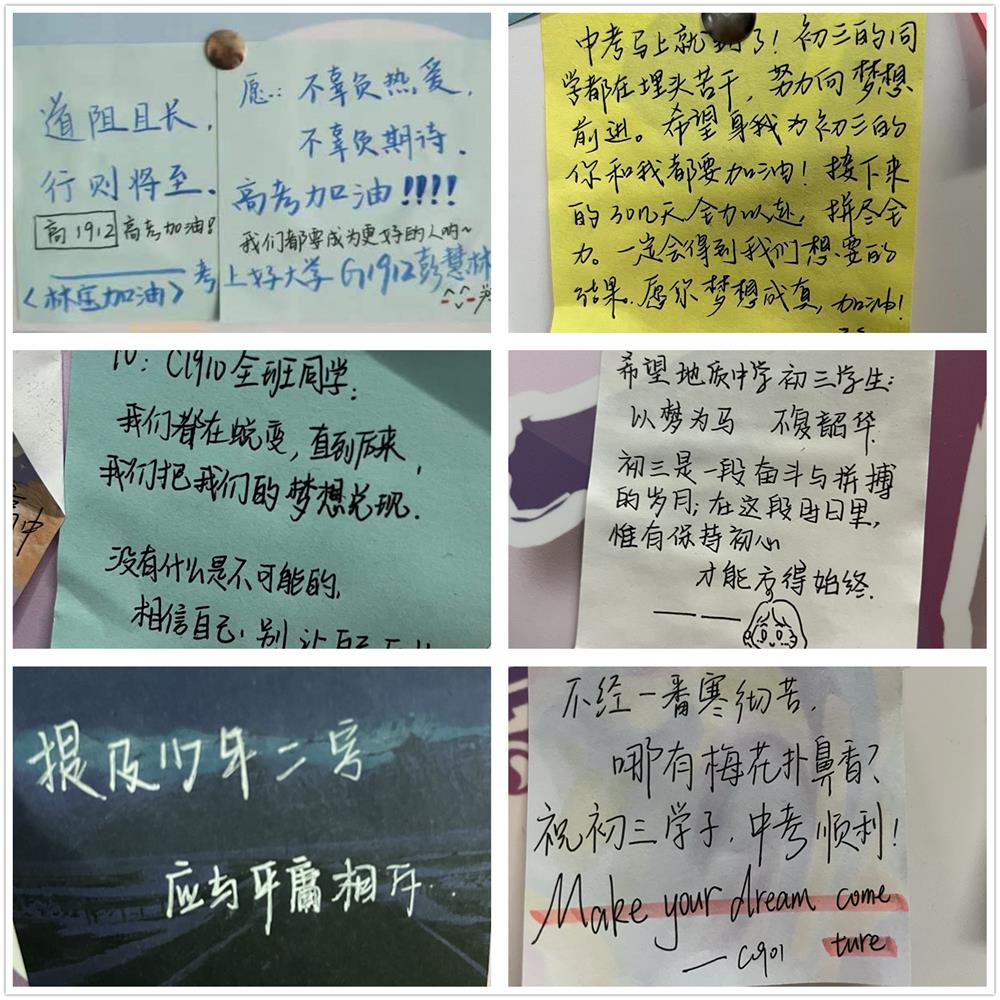 道阻且长，
行则将至．
高1912 高考加油！
〈林宝加油〉
愿：不辜负热爱，
不辜负期待．
高考加油！！！！
我们都要成为更好的人哟~
考上好大学 G1912彭慧林
中考马上就到了！初三的同
学都在埋头苦干，努力向梦想
前进。希望身我为初三的
你和我都要加油！接下来
的30几天全力以赴，拼尽全
力。一定会得到我们想要的
结果。愿你梦想成真，加油！
To：C1910全班同学：
我们都在蜕变，直到后来，
我们把我们的梦想兑现．
没有什么是不可能的，
相信自己，别让自己
高中
希望地质中学初三学生：
以梦为马 不复韶华
初三是一段奋斗与拼搏
的岁月；在这段时日里，
惟有保持初心
才能方得始终．
提及少年二字
应与平庸相斥
不经一番寒彻苦，
哪有梅花扑鼻香？
祝初三学子，中考顺利！
Make your dream come
ture
—C1901